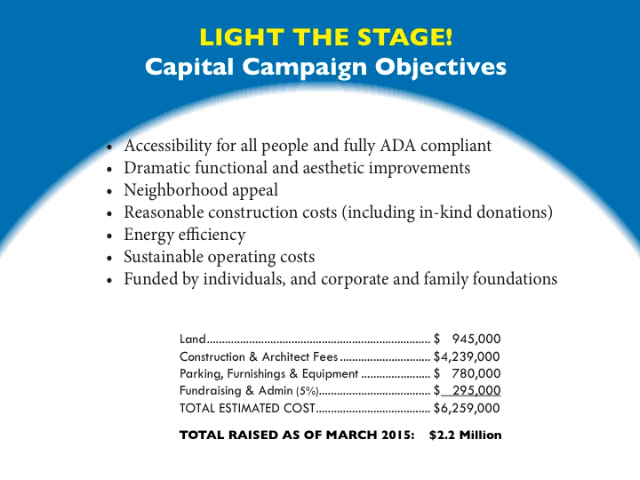 LIGHT THE STAGE!
Capital Campaign Objectives
• Accessibility for all people and fully ADA compliant
• Dramatic functional and aesthetic improvements
• Neighborhood appeal
• Reasonable construction costs (including in-kind donations)
• Energy efficiency
• Sustainable operating costs
• Funded by individuals, and corporate and family foundations
Land.......................................................................... $ 945,000
Construction & Architect Fees.............................. $4,239,000
Parking, Furnishings & Equipment ....................... $ 780,000
Fundraising & Admin (5%)..................................... $ 295,000
TOTAL ESTIMATED COST...................................... $6,259,000
TOTAL RAISED AS OF MARCH 2015: $2.2 Million